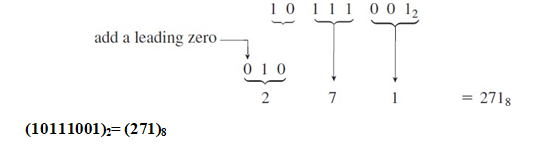 1 0 1 1 1 0 0 1₂
add a leading zero
0 1 0
2 7 1 = 271₈
(10111001)₂= (271)₈